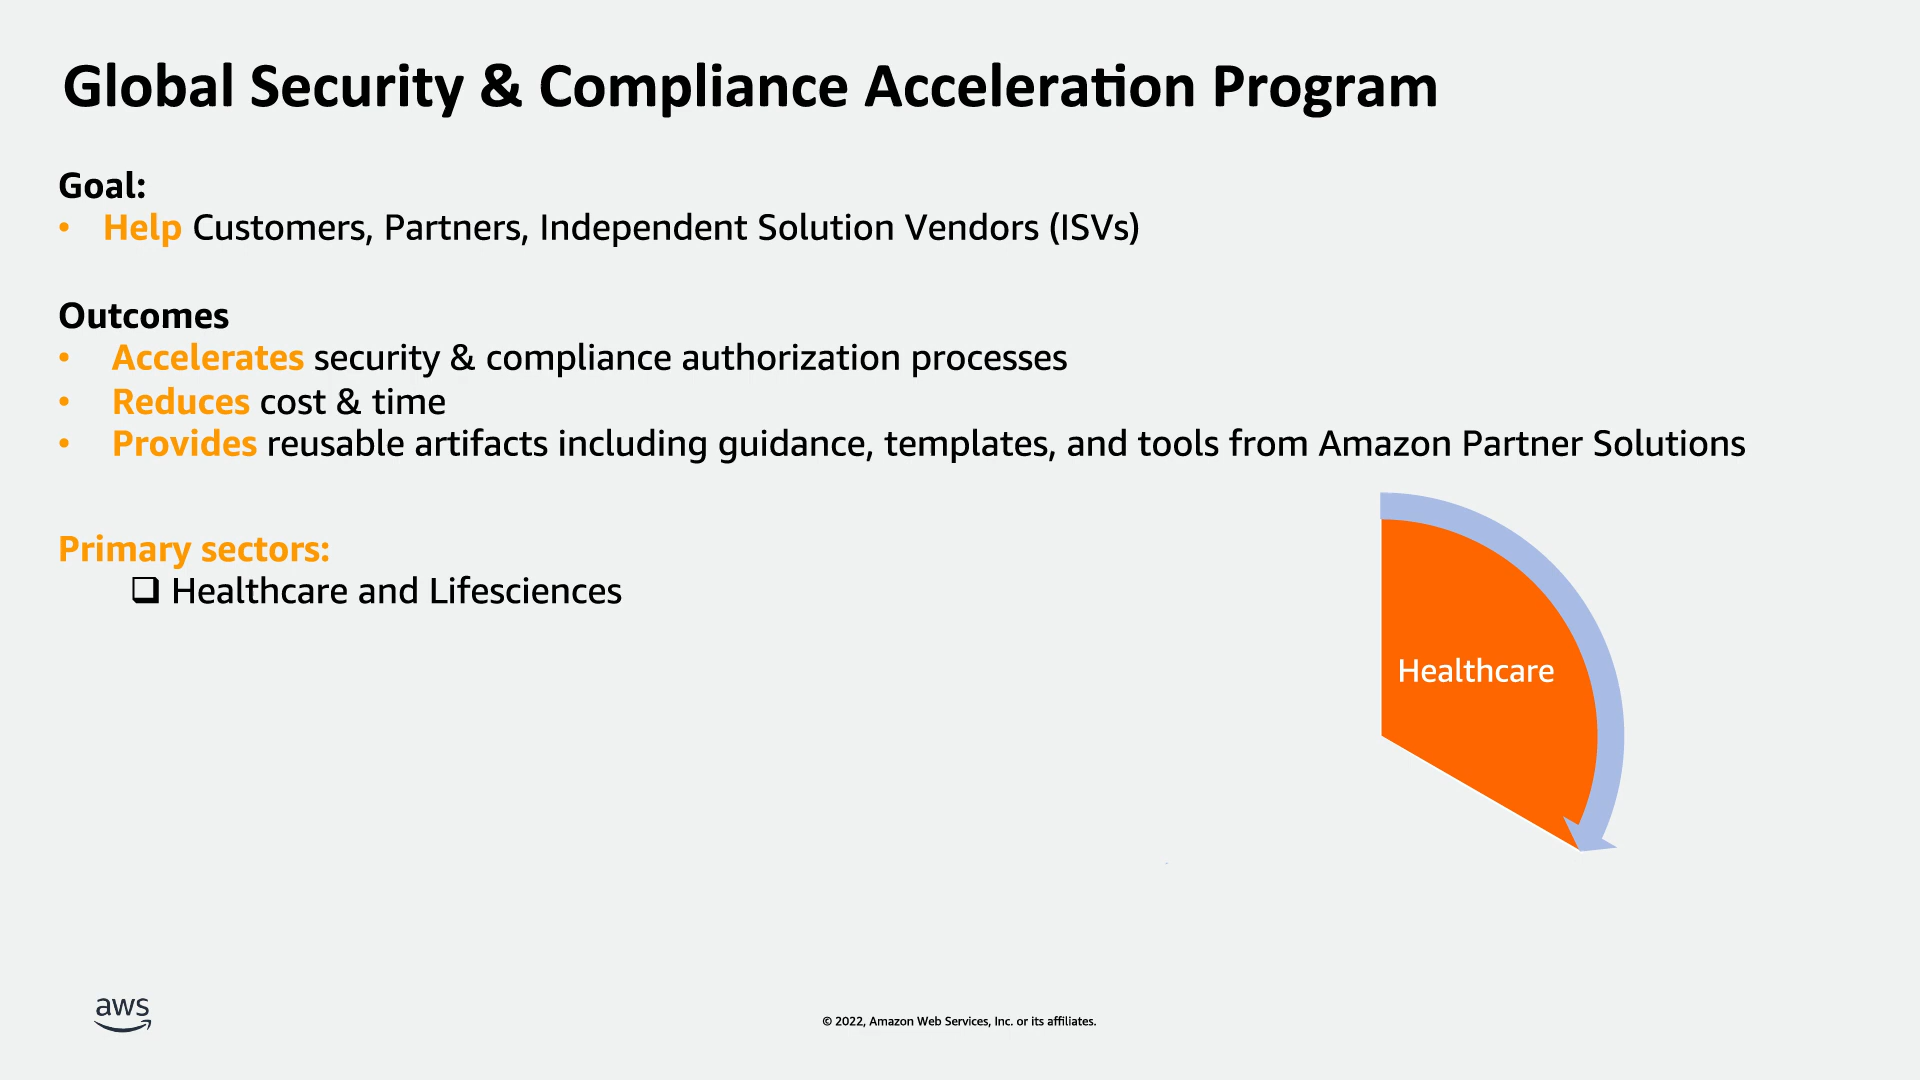 Global Security & Compliance Acceleration Program
Goal:
• Help Customers, Partners, Independent Solution Vendors (ISVs)
Outcomes
• Accelerates security & compliance authorization processes
• Reduces cost & time
• Provides reusable artifacts including guidance, templates, and tools from Amazon Partner Solutions
Primary sectors:
❑ Healthcare and Lifesciences
Healthcare
aws
© 2022, Amazon Web Services, Inc. or its affiliates.